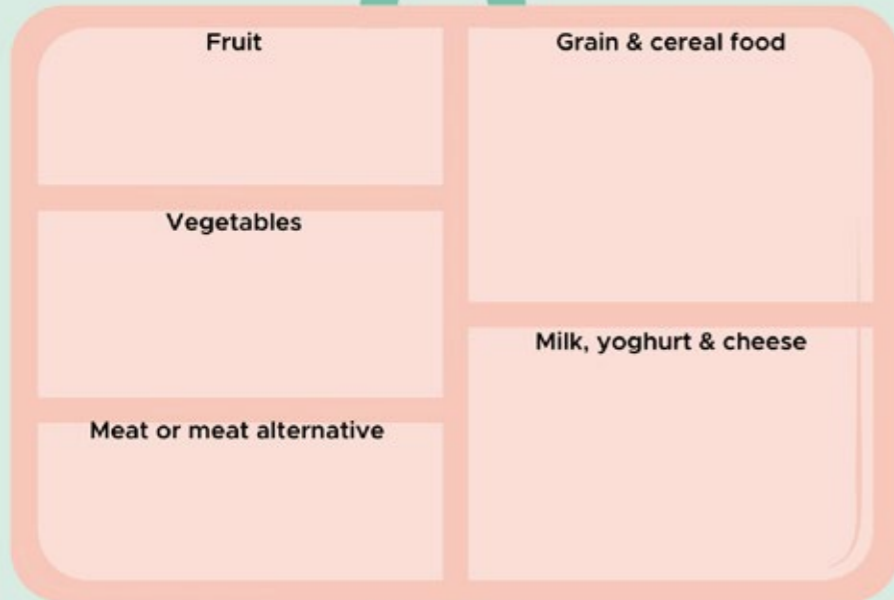 Fruit
Vegetables
Meat or meat alternative
Grain & cereal food
Milk, yoghurt & cheese